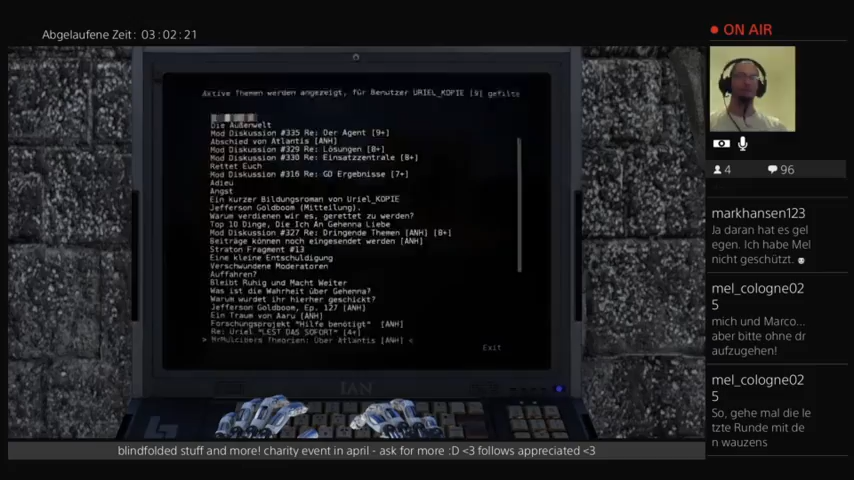 Abgelaufene Zeit: 03:02:21
ON AIR
Aktive Themen werden angezeigt, für Benutzer URIEL_KOPIE [9] gefilte
Die Außenwelt
Mod Diskussion #335 Re: Der Agent [9+]
Abschied von Atlantis [ANH]
Mod Diskussion #329 Re: Lösungen [8+]
Mod Diskussion #330 Re: Einsatzzentrale [8+]
Rettet Euch
Mod Diskussion #316 Re: GO Ergebnisse [7+]
Adieu
Angst
Ein kurzer Bildungsroman von Uriel_KOPIE
Jefferson Goldboom (Mitteilung).
Warum verdienen wir es, gerettet zu werden?
Top 10 Dinge, Die Ich An Gehenna Liebe
Mod Diskussion #327 Re: Dringende Themen [ANH] [8+]
Beiträge können noch eingesendet werden [ANH]
Straton Fragment #13
Eine kleine Entschuldigung
Verschwundene Moderatoren
Auffahren?
Bleibt Ruhig und Macht Weiter
Was ist die Wahrheit über Gehenna?
Warum wurdet ihr hierher geschickt?
Jefferson Goldboom, Ep. 127 [ANH]
Ein Traum von Aaru [ANH]
Forschungsprojekt "Hilfe benötigt" [ANH]
Re: Uriel "LEST DAS SOFORT" [4+]
> Theorien: Über Atlantis [ANH] <
Exit
IAN
4
96
markhansen123
Ja daran hat es gel
egen. Ich habe Mel
nicht geschützt.
mel_cologne02
5
mich und Marco...
aber bitte ohne dr
aufzugehen!
mel_cologne02
5
So, gehe mal die le
tzte Runde mit de
n wauzens
blindfolded stuff and more! charity event in april - ask for more :D <3 follows appreciated <3